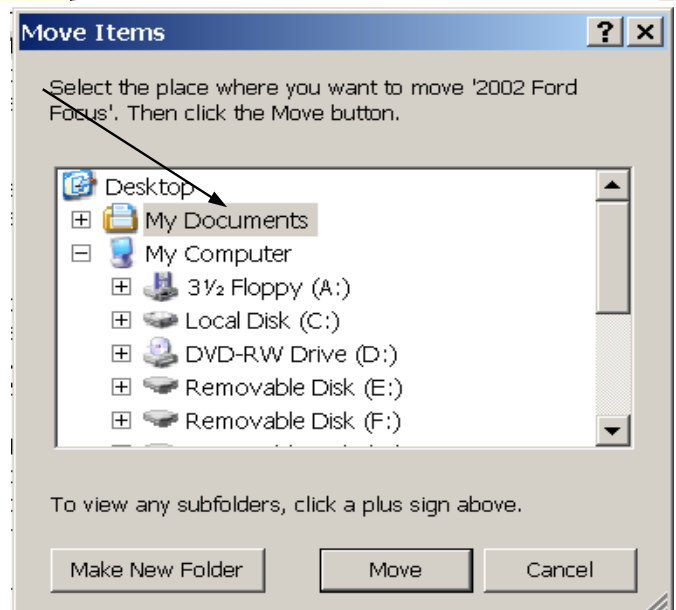 Move Items
Select the place where you want to move '2002 Ford
Focus'. Then click the Move button.
Desktop
My Documents
My Computer
3½ Floppy (A:)
Local Disk (C:)
DVD-RW Drive (D:)
Removable Disk (E:)
Removable Disk (F:)
To view any subfolders, click a plus sign above.
Make New Folder Move Cancel